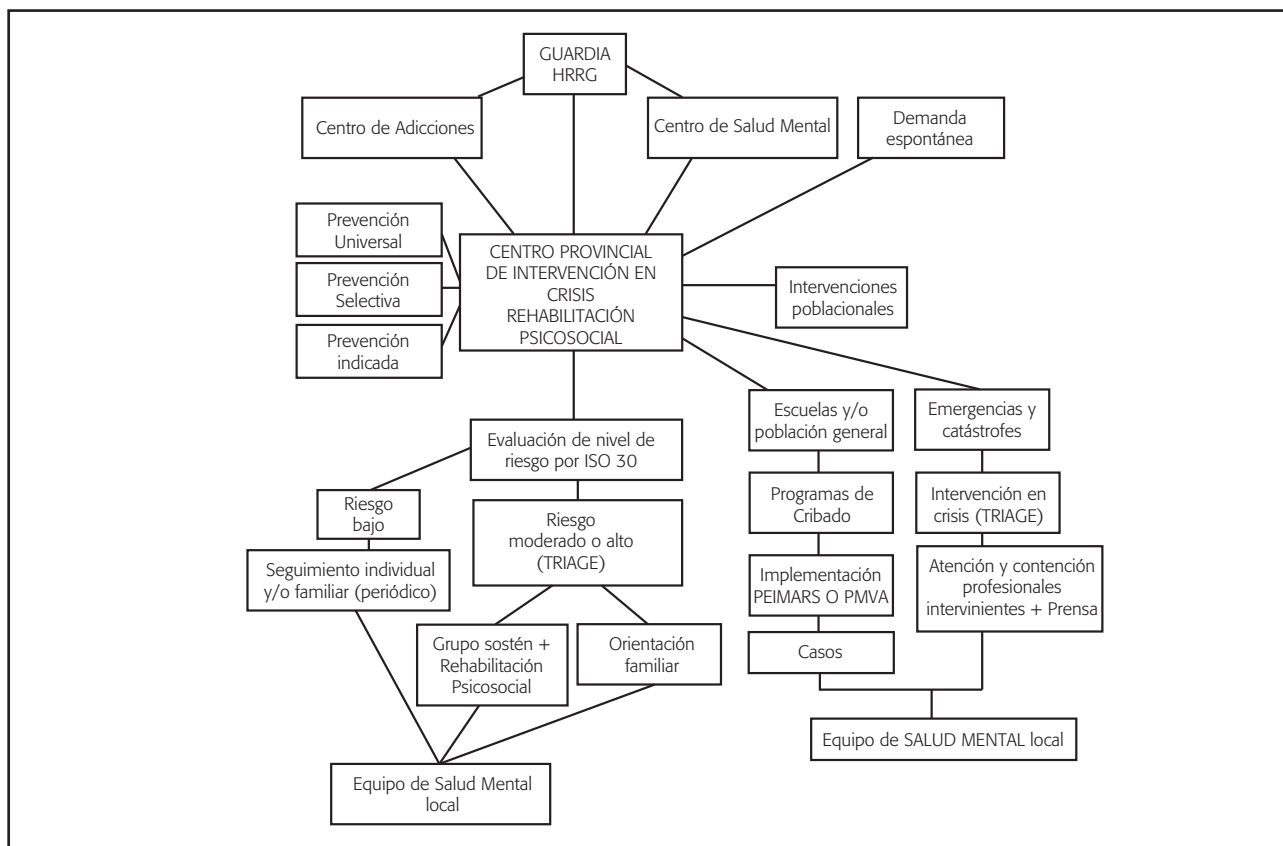 GUARDIA
HRRG
Centro de Adicciones
Centro de Salud Mental
Demanda
espontánea
Prevención
Universal
Prevención
Selectiva
Prevención
indicada
CENTRO PROVINCIAL
DE INTERVENCIÓN EN
CRISIS
REHABILITACIÓN
PSICOSOCIAL
Intervenciones
poblacionales
Evaluación de nivel de
riesgo por ISO 30
Riesgo
bajo
Seguimiento individual
y/o familiar (periódico)
Riesgo
moderado o alto
(TRIAGE)
Grupo sostén +
Rehabilitación
Psicosocial
Orientación
familiar
Equipo de Salud Mental
local
Escuelas y/o
población general
Programas de
Cribado
Implementación
PEIMARS O PMVA
Casos
Emergencias y
catástrofes
Intervención en
crisis (TRIAGE)
Atención y contención
profesionales
intervinientes + Prensa
Equipo de SALUD MENTAL local